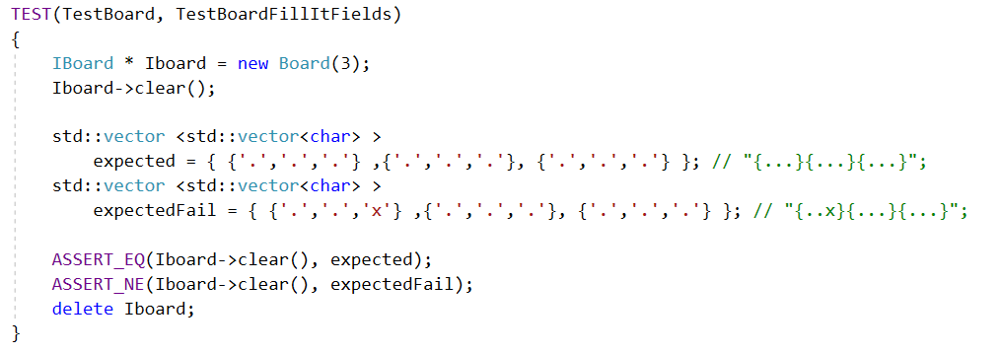 TEST(TestBoard, TestBoardFillItFields)
{
    IBoard * Iboard = new Board(3);
    Iboard->clear();

    std::vector <std::vector<char> >
        expected = { {'.','.','.'} ,{'.','.','.'}, {'.','.','.'} }; // "{...}{...}{...}";
    std::vector <std::vector<char> >
        expectedFail = { {'.','.','x'} ,{'.','.','.'}, {'.','.','.'} }; // "{..x}{...}{...}";

    ASSERT_EQ(Iboard->clear(), expected);
    ASSERT_NE(Iboard->clear(), expectedFail);
    delete Iboard;
}